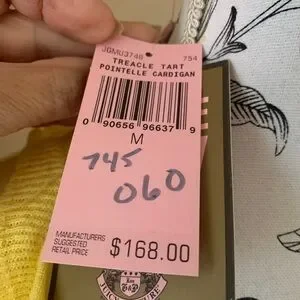 JGMU3746 754
TREACLE TART
POINTELLE CARDIGAN
0 90656 96637 9
M
745
060
MANUFACTURERS
SUGGESTED
RETAIL PRICE
$168.00